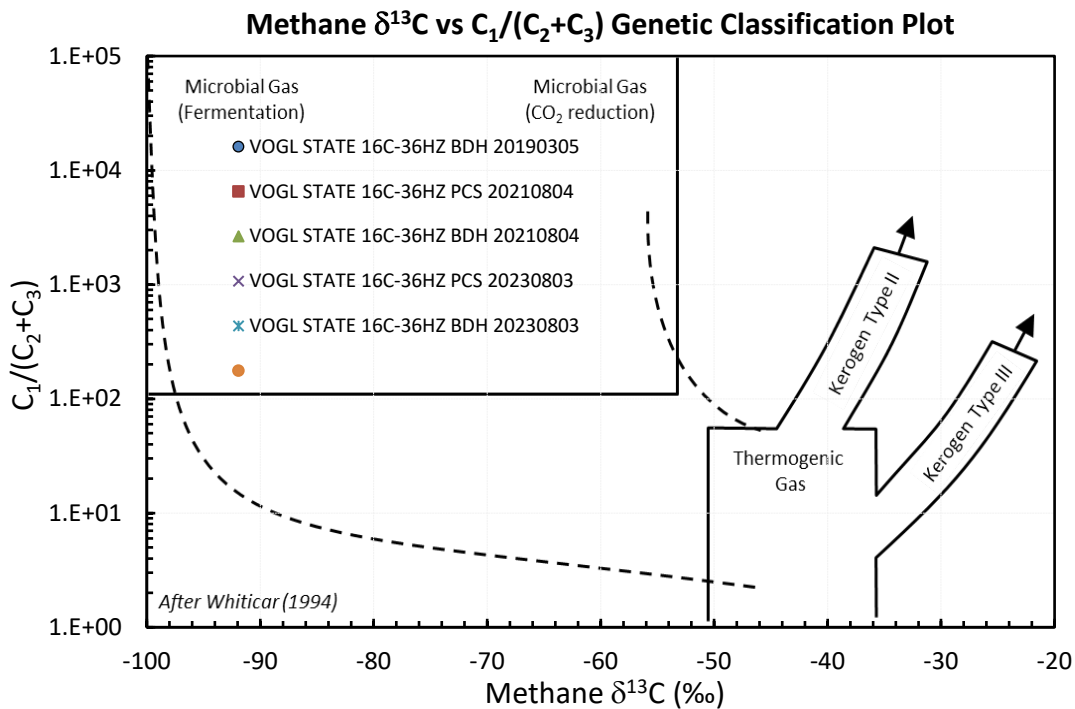 Methane δ¹³C vs C₁/(C₂+C₃) Genetic Classification Plot
C₁/(C₂+C₃)
1.E+05
1.E+04
1.E+03
1.E+02
1.E+01
1.E+00
Microbial Gas
(Fermentation)
Microbial Gas
(CO₂ reduction)
VOGL STATE 16C-36HZ BDH 20190305
VOGL STATE 16C-36HZ PCS 20210804
VOGL STATE 16C-36HZ BDH 20210804
VOGL STATE 16C-36HZ PCS 20230803
VOGL STATE 16C-36HZ BDH 20230803
Kerogen Type II
Kerogen Type III
Thermogenic
Gas
After Whiticar (1994)
-100 -90 -80 -70 -60 -50 -40 -30 -20
Methane δ¹³C (‰)